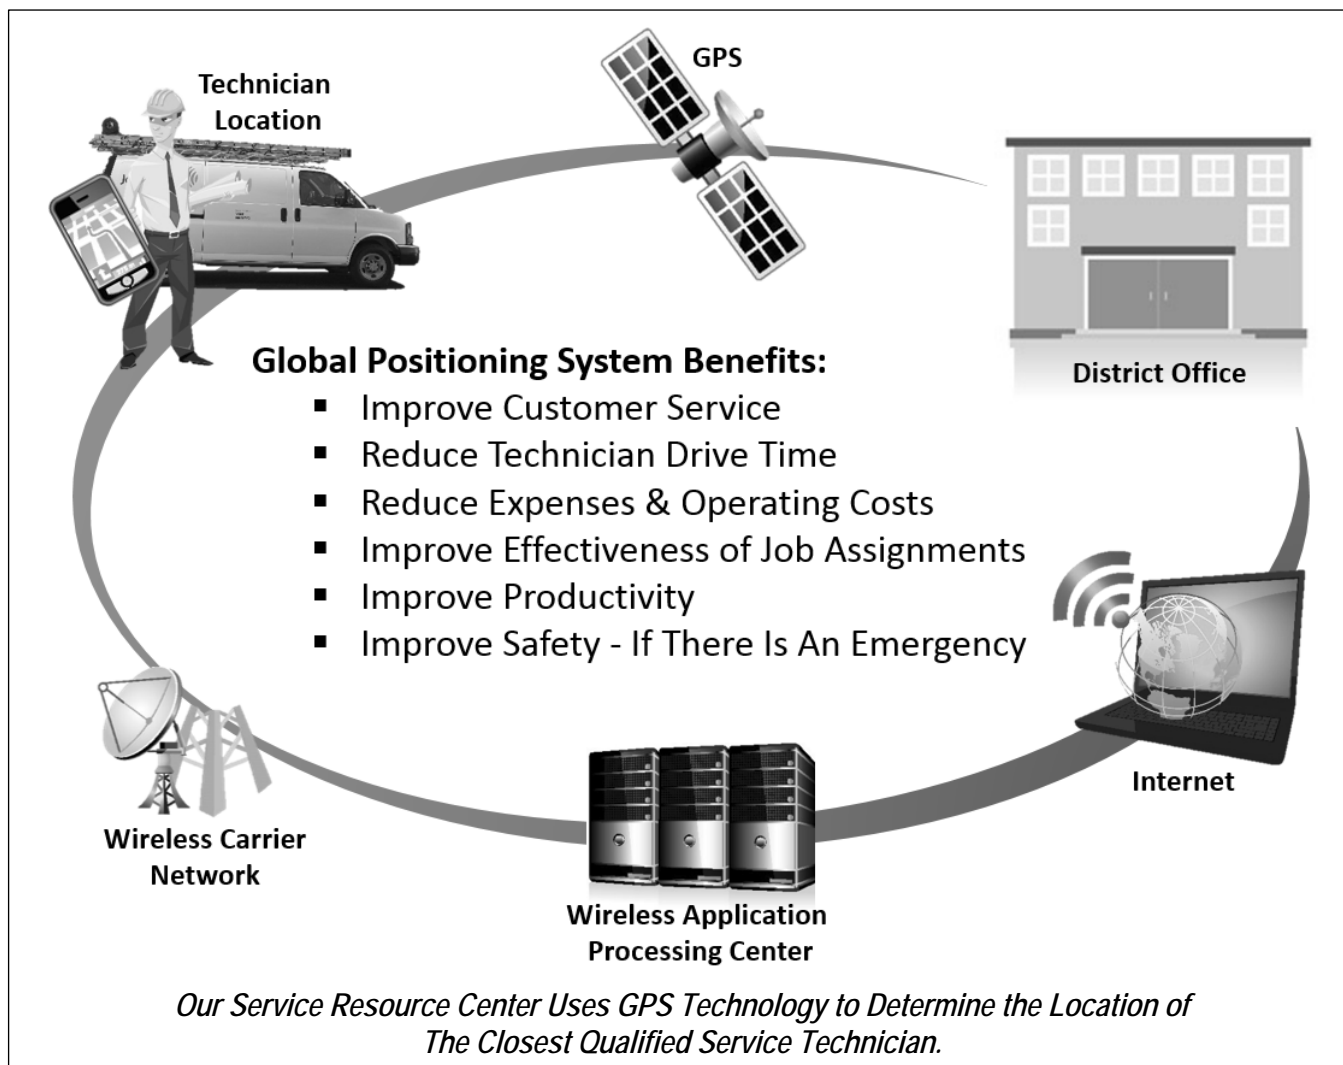 GPS
Technician
Location
District Office
Global Positioning System Benefits:
▪ Improve Customer Service
▪ Reduce Technician Drive Time
▪ Reduce Expenses & Operating Costs
▪ Improve Effectiveness of Job Assignments
▪ Improve Productivity
▪ Improve Safety - If There Is An Emergency
Internet
Wireless Carrier
Network
Wireless Application
Processing Center
Our Service Resource Center Uses GPS Technology to Determine the Location of
The Closest Qualified Service Technician.